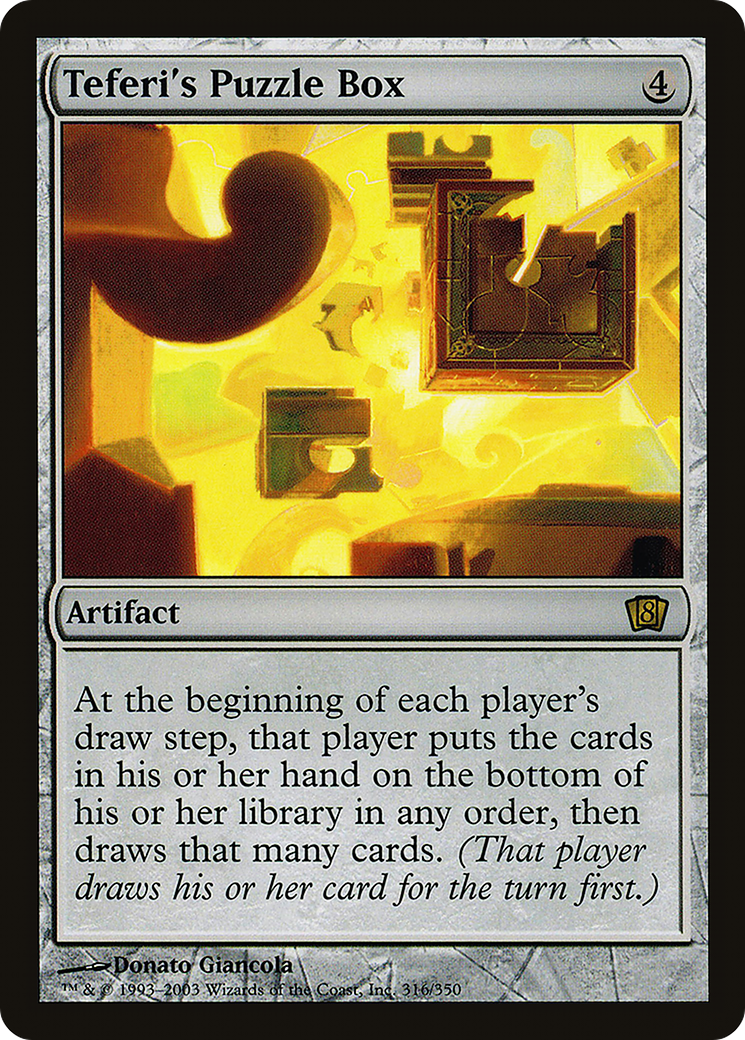 Teferi's Puzzle Box 4
Artifact 8
At the beginning of each player's
draw step, that player puts the cards
in his or her hand on the bottom of
his or her library in any order, then
draws that many cards. (That player
draws his or her card for the turn first.)
Donato Giancola
™ & © 1993–2003 Wizards of the Coast, Inc. 316/350